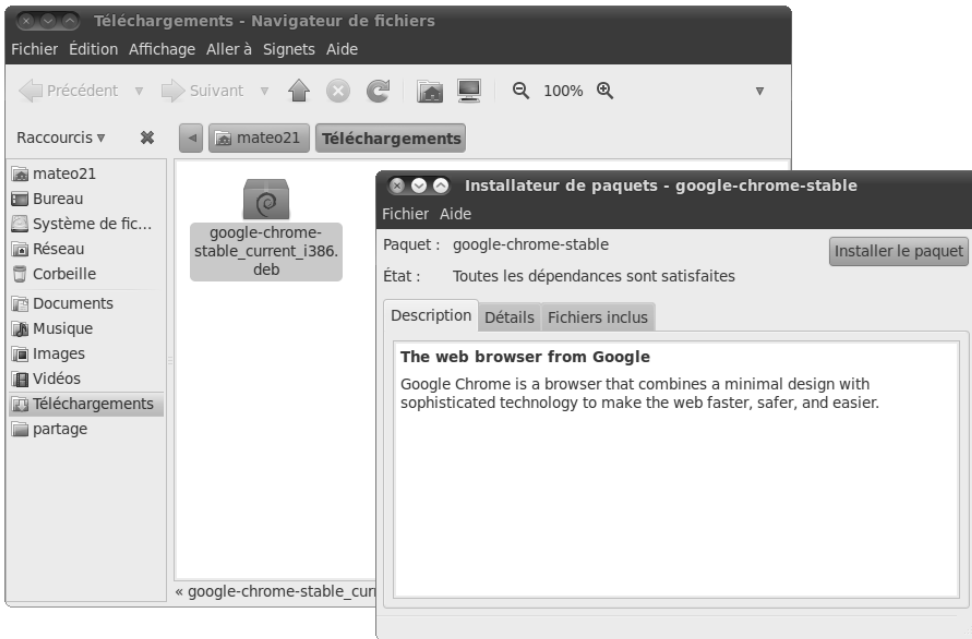 Téléchargements - Navigateur de fichiers
Fichier Édition Affichage Aller à Signets Aide
Précédent Suivant 100%
Raccourcis mateo21 Téléchargements
mateo21
Bureau
Système de fic...
Réseau
Corbeille
Documents
Musique
Images
Vidéos
Téléchargements
partage
google-chrome-
stable_current_i386.
deb
« google-chrome-stable_curr
Installateur de paquets - google-chrome-stable
Fichier Aide
Paquet : google-chrome-stable
Installer le paquet
État : Toutes les dépendances sont satisfaites
Description Détails Fichiers inclus
The web browser from Google
Google Chrome is a browser that combines a minimal design with
sophisticated technology to make the web faster, safer, and easier.